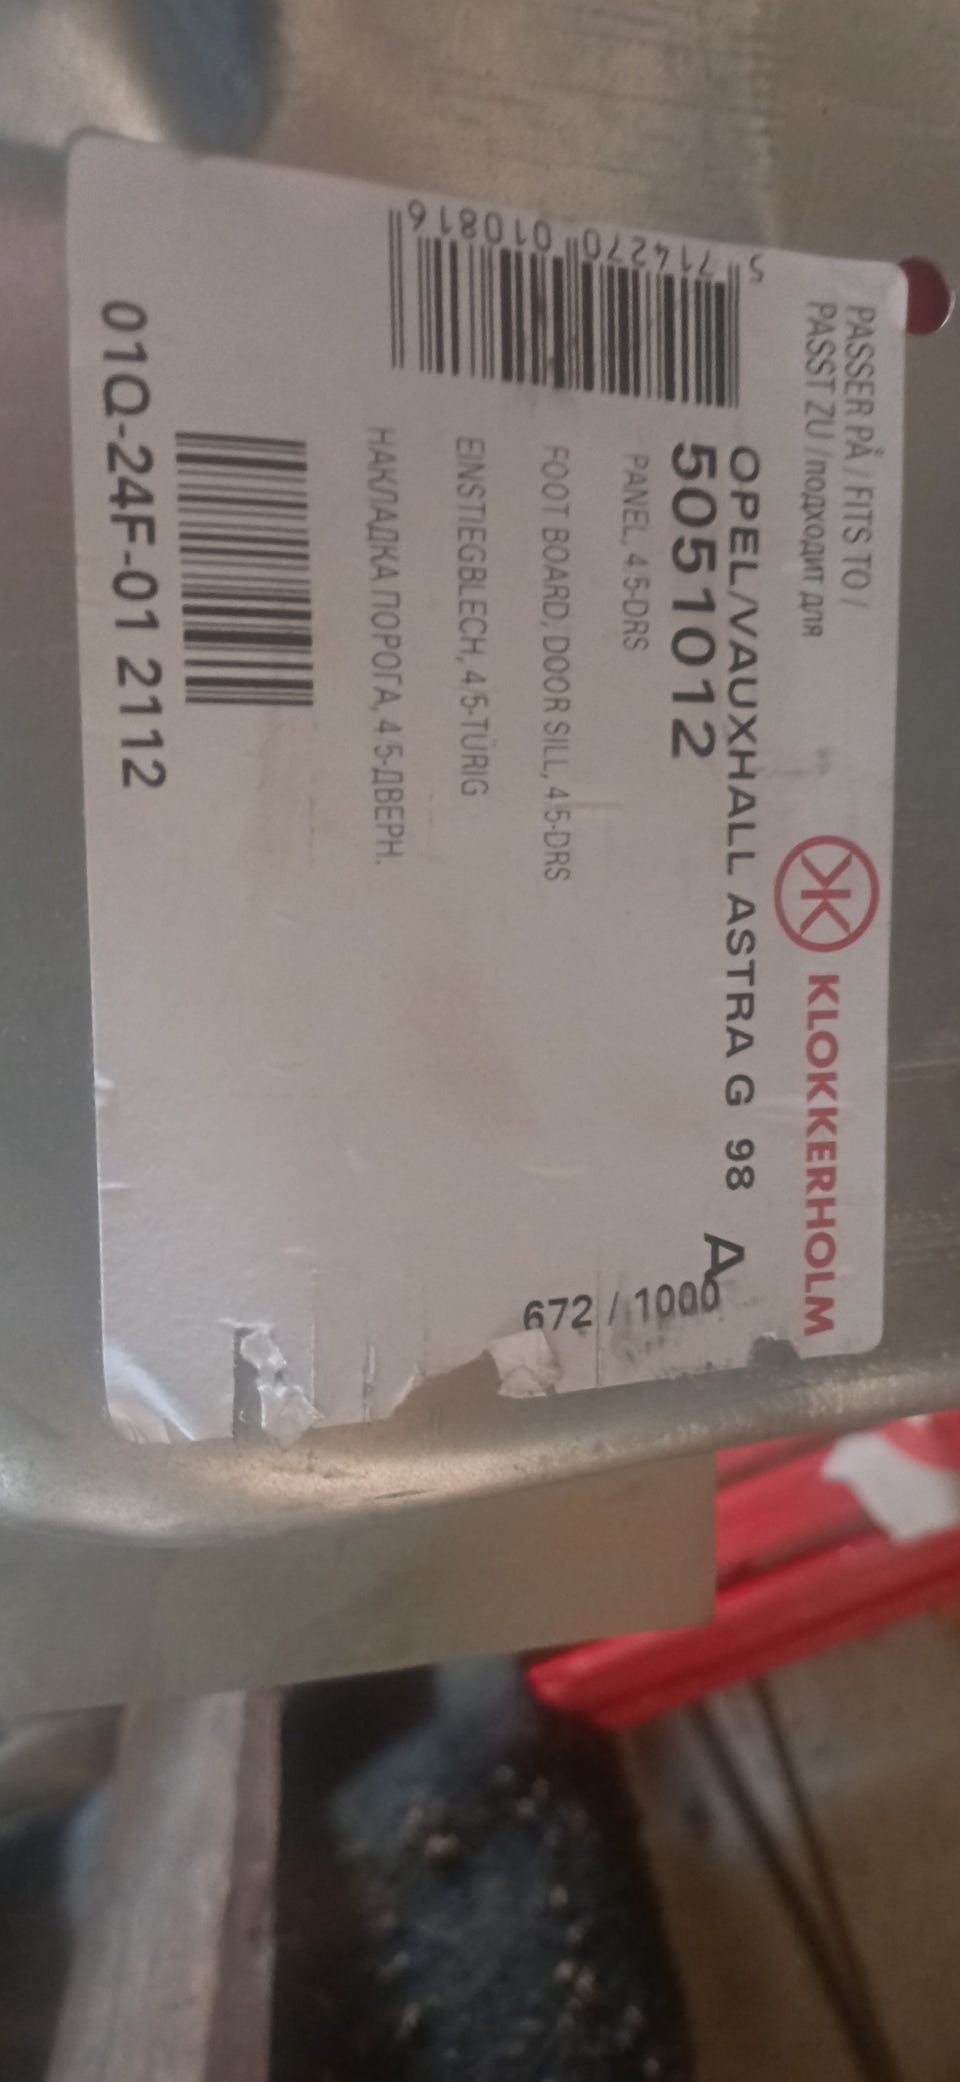 PASSER PÅ / FITS TO /
PASST ZU / ПОДХОДИТ ДЛЯ
KLOKKERHOLM
OPEL/VAUXHALL ASTRA G 98 A
5051012
672 / 1000
PANEL, 4.5-DRS
FOOT BOARD, DOOR SILL, 4.5-DRS
EINSTIEGBLECH, 4/5-TÜRIG
НАКЛАДКА ПОРОГА, 4.5-ДВЕРН.
5 714270 010816
01Q-24F-01 2112